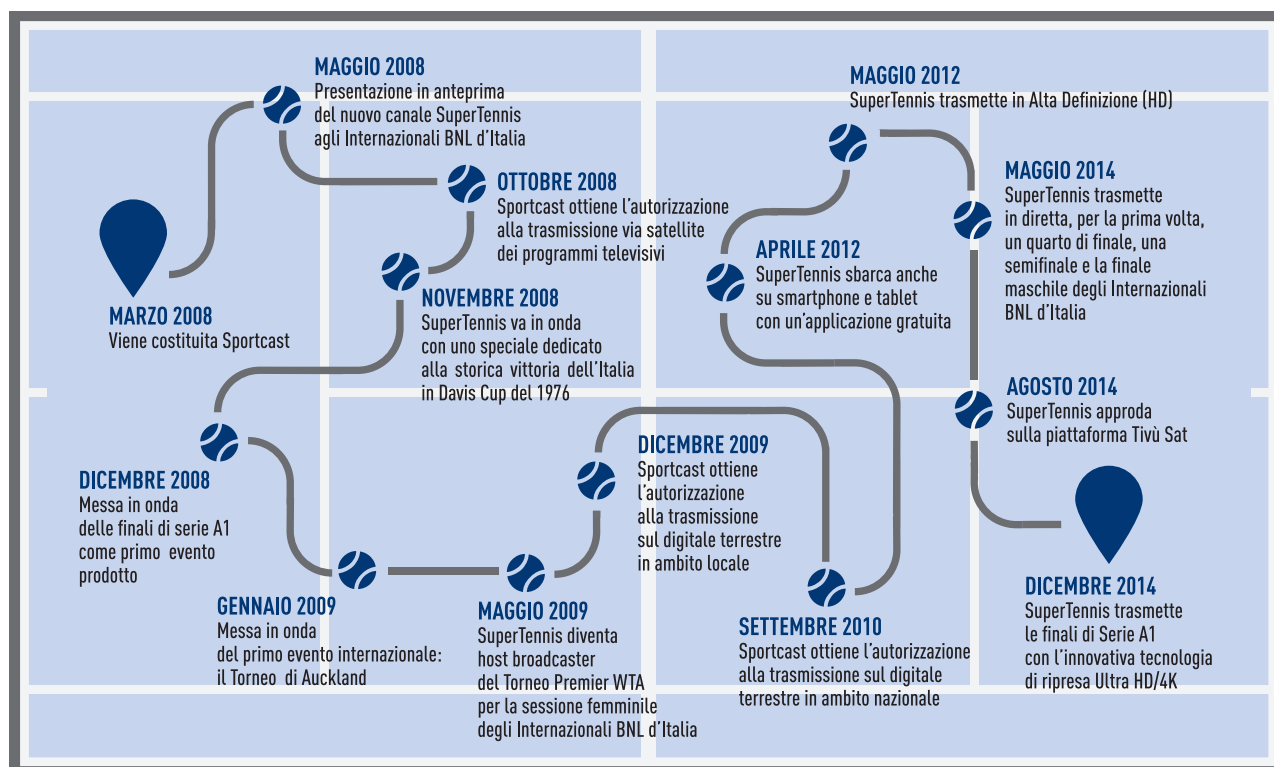 MARZO 2008
Viene costituita Sportcast
MAGGIO 2008
Presentazione in anteprima
del nuovo canale SuperTennis
agli Internazionali BNL d'Italia
OTTOBRE 2008
Sportcast ottiene l'autorizzazione
alla trasmissione via satellite
dei programmi televisivi
NOVEMBRE 2008
SuperTennis va in onda
con uno speciale dedicato
alla storica vittoria dell'Italia
in Davis Cup del 1976
DICEMBRE 2008
Messa in onda
delle finali di serie A1
come primo evento
prodotto
GENNAIO 2009
Messa in onda
del primo evento internazionale:
il Torneo di Auckland
MAGGIO 2009
SuperTennis diventa
host broadcaster
del Torneo Premier WTA
per la sessione femminile
degli Internazionali BNL d'Italia
DICEMBRE 2009
Sportcast ottiene
l'autorizzazione
alla trasmissione
sul digitale terrestre
in ambito locale
SETTEMBRE 2010
Sportcast ottiene l'autorizzazione
alla trasmissione sul digitale
terrestre in ambito nazionale
APRILE 2012
SuperTennis sbarca anche
su smartphone e tablet
con un'applicazione gratuita
MAGGIO 2012
SuperTennis trasmette in Alta Definizione (HD)
MAGGIO 2014
SuperTennis trasmette
in diretta, per la prima volta,
un quarto di finale, una
semifinale e la finale
maschile degli Internazionali
BNL d'Italia
AGOSTO 2014
SuperTennis approda
sulla piattaforma Tivù Sat
DICEMBRE 2014
SuperTennis trasmette
le finali di Serie A1
con l'innovativa tecnologia
di ripresa Ultra HD/4K